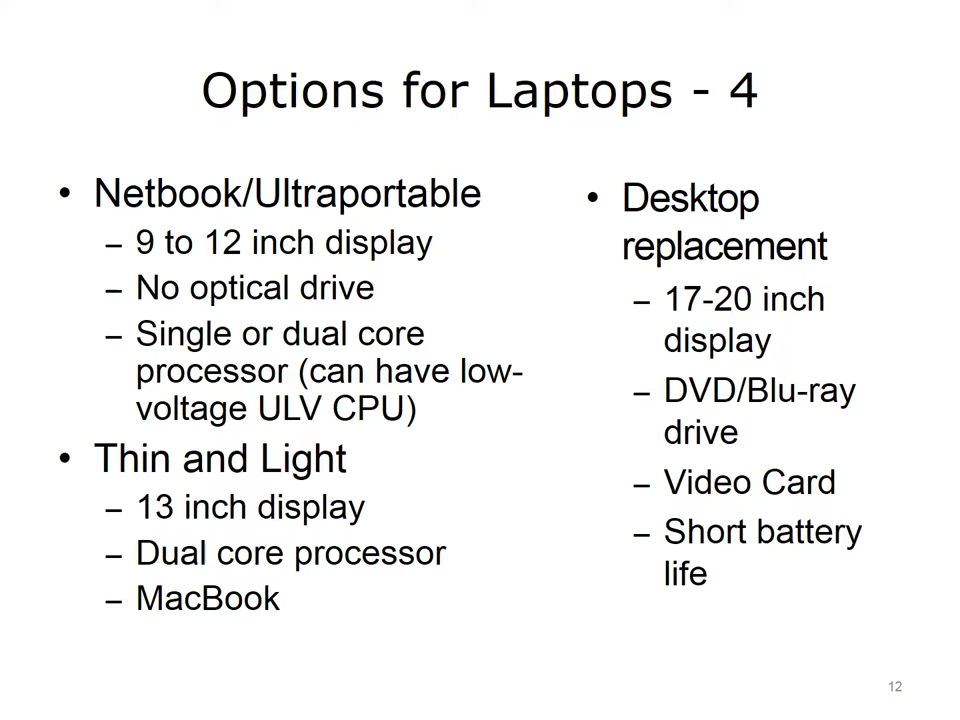 Options for Laptops - 4
• Netbook/Ultraportable
– 9 to 12 inch display
– No optical drive
– Single or dual core
processor (can have low-
voltage ULV CPU)
• Thin and Light
– 13 inch display
– Dual core processor
– MacBook
• Desktop
replacement
– 17-20 inch
display
– DVD/Blu-ray
drive
– Video Card
– Short battery
life
12